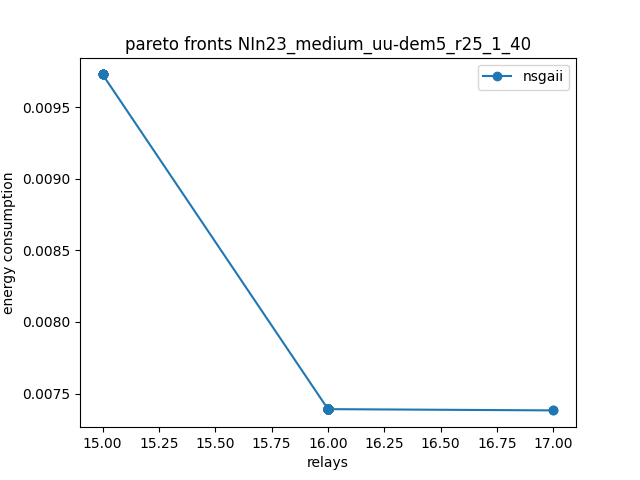 pareto fronts NIn23_medium_uu-dem5_r25_1_40
nsgaii
energy consumption
0.0095
0.0090
0.0085
0.0080
0.0075
15.00 15.25 15.50 15.75 16.00 16.25 16.50 16.75 17.00
relays